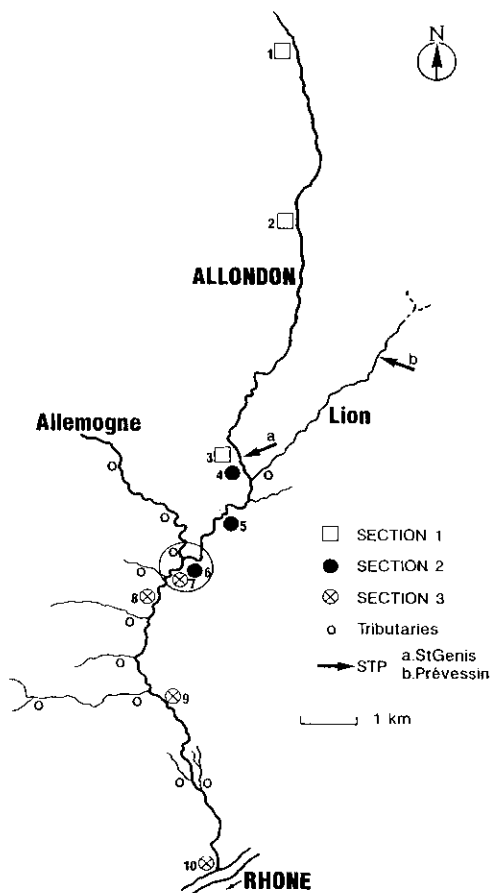 N
1
2
ALLONDON
b
Allemogne
Lion
a
3
4
5
6
7
8
9
10
SECTION 1
SECTION 2
SECTION 3
Tributaries
STP a.StGenis
b.Prévessin
1 km
RHONE